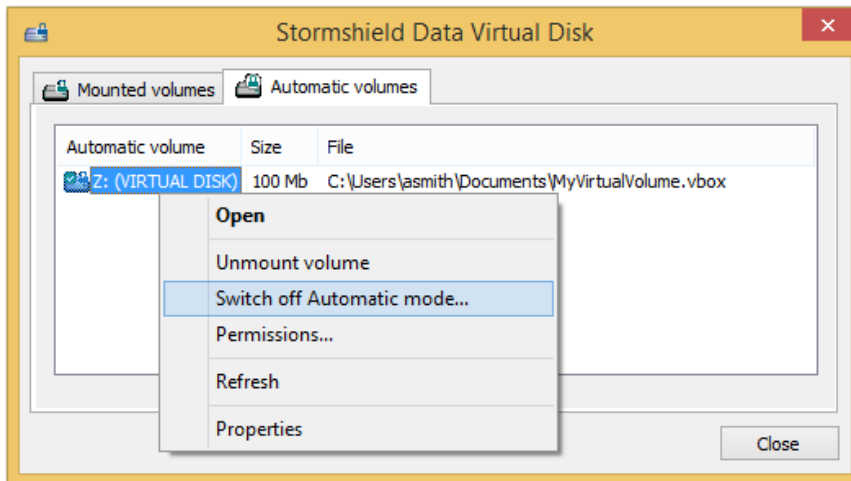 Stormshield Data Virtual Disk
Mounted volumes Automatic volumes
Automatic volume Size File
Z: (VIRTUAL DISK) 100 Mb C:\Users\asmith\Documents\MyVirtualVolume.vbox
Open
Unmount volume
Switch off Automatic mode...
Permissions...
Refresh
Properties
Close